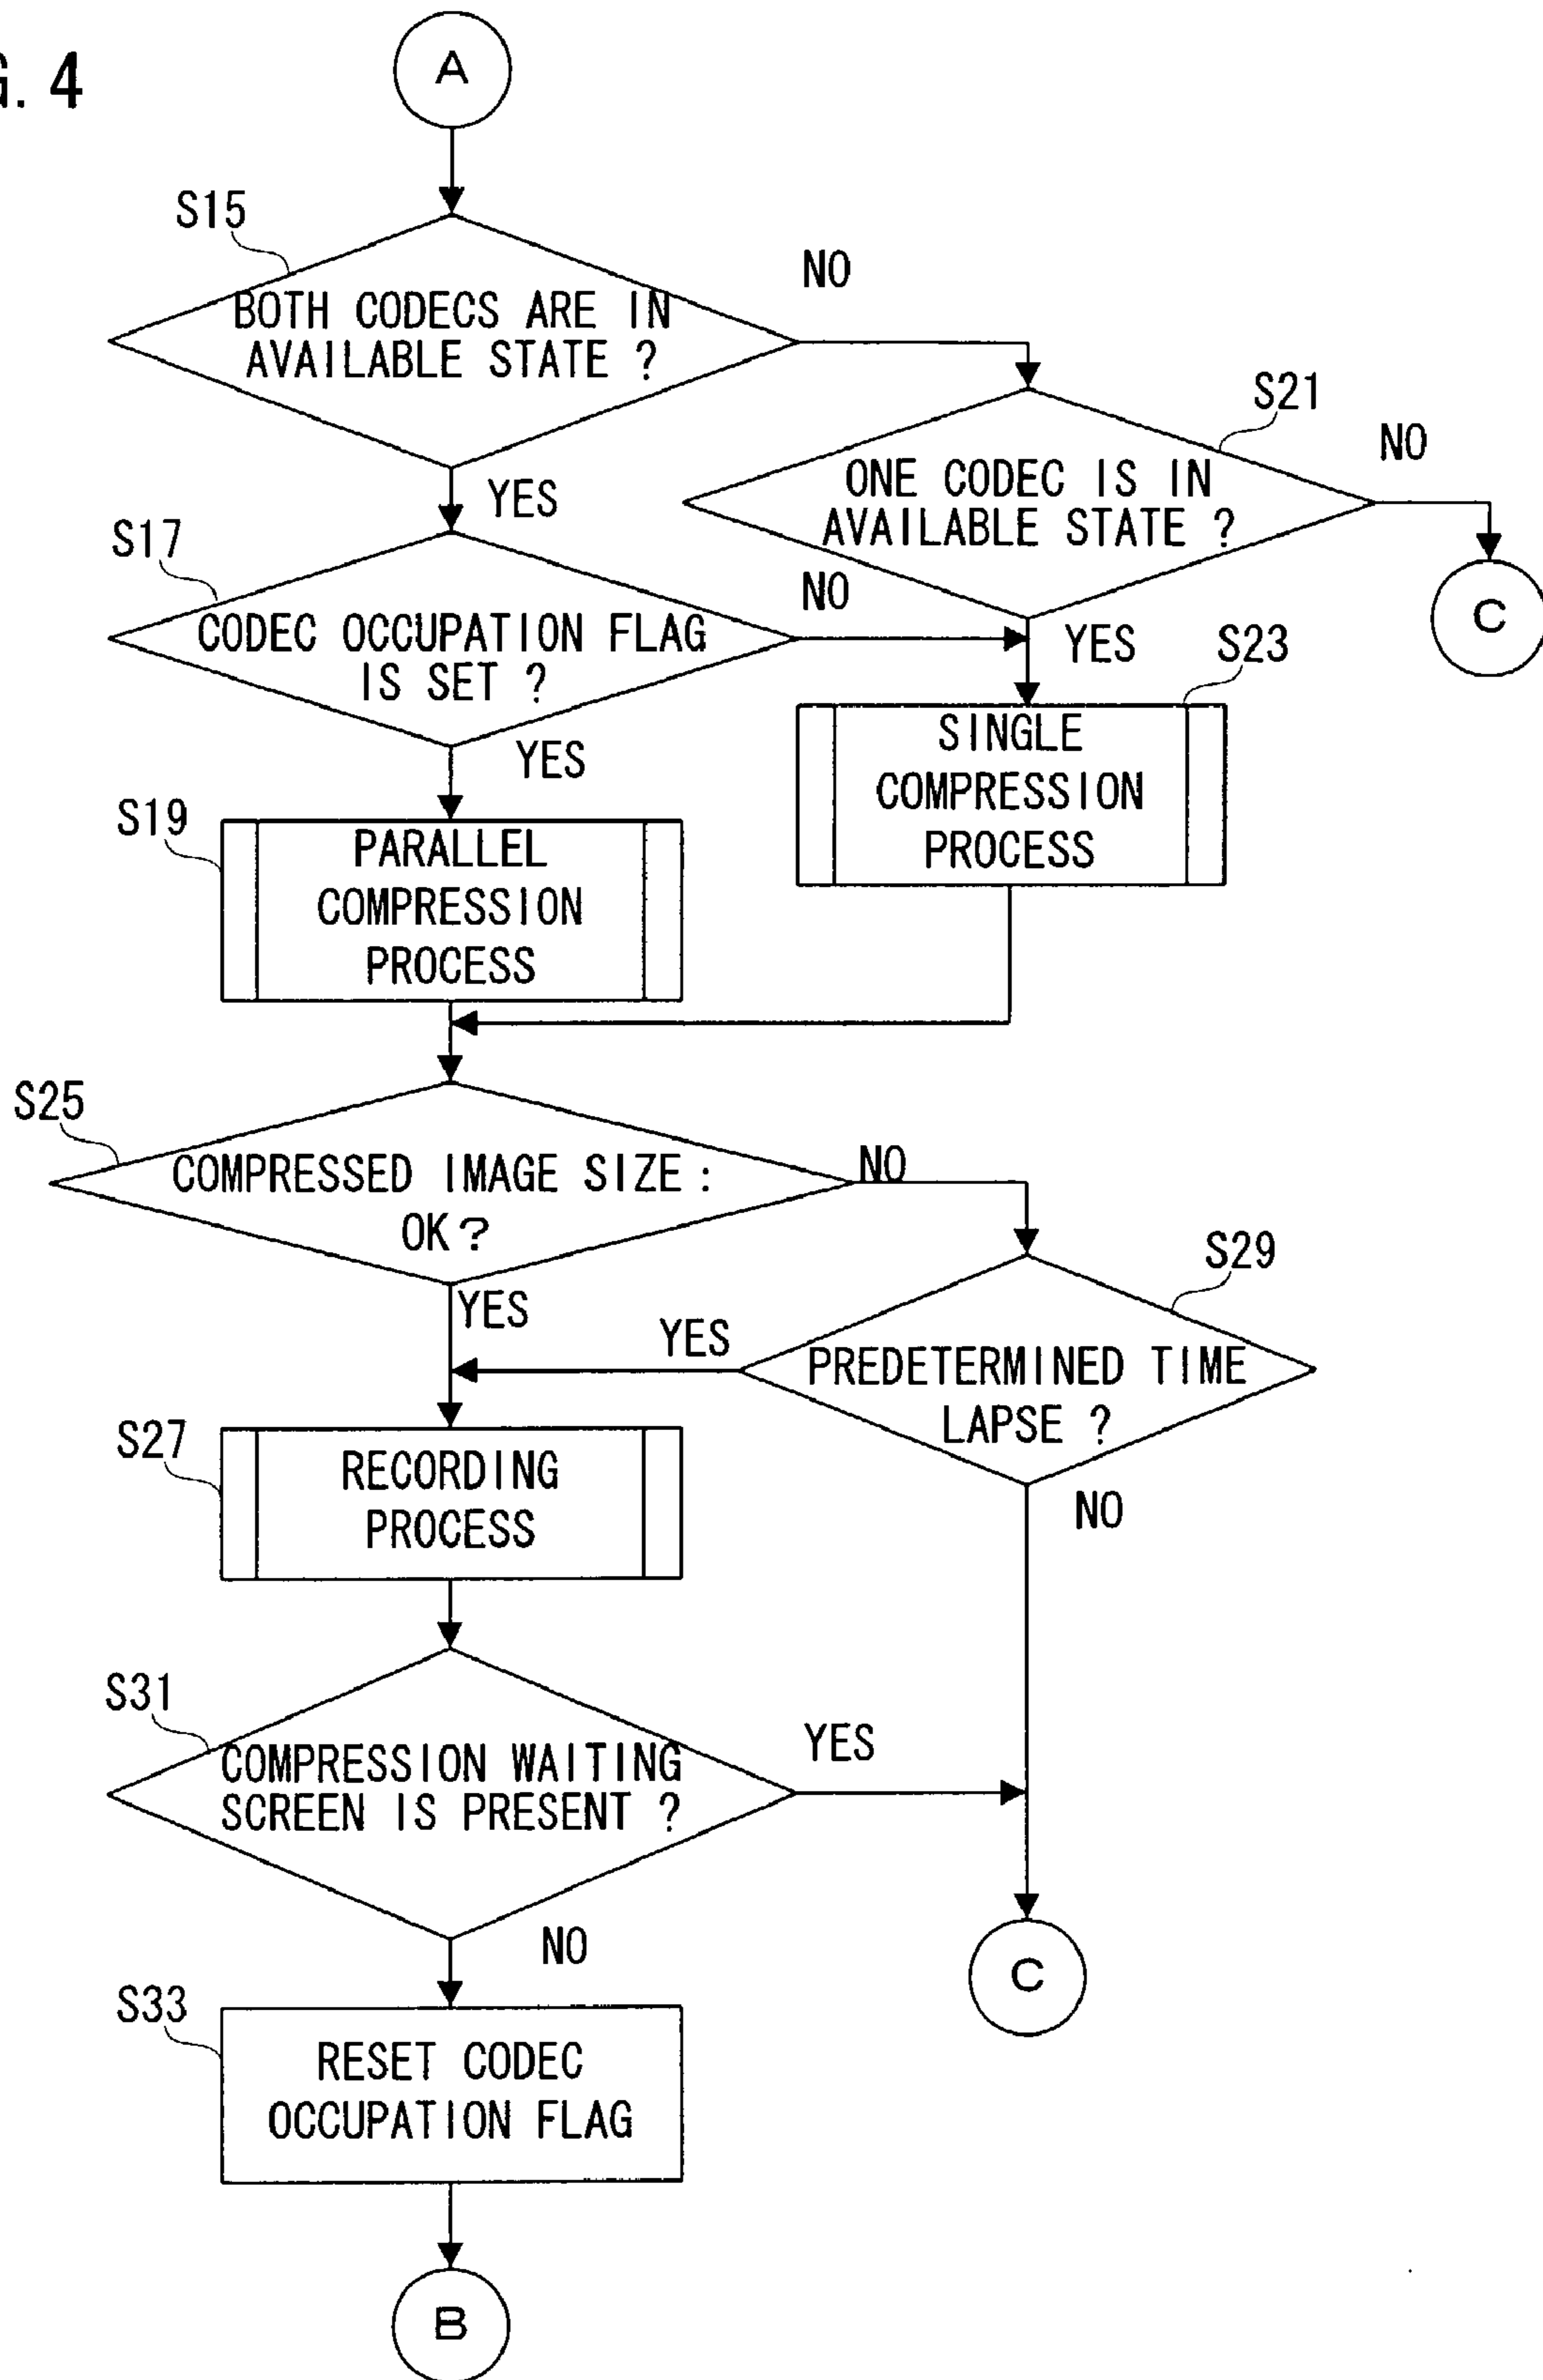 G. 4
A
S15
NO
BOTH CODECS ARE IN
AVAILABLE STATE ?
S21
NO
YES
ONE CODEC IS IN
AVAILABLE STATE ?
S17
NO
C
CODEC OCCUPATION FLAG
IS SET ?
YES
S23
YES
SINGLE
COMPRESSION
PROCESS
S19
PARALLEL
COMPRESSION
PROCESS
S25
NO
COMPRESSED IMAGE SIZE :
OK?
S29
YES
YES
PREDETERMINED TIME
LAPSE ?
S27
RECORDING
PROCESS
NO
S31
YES
COMPRESSION WAITING
SCREEN IS PRESENT ?
NO
C
S33
RESET CODEC
OCCUPATION FLAG
B